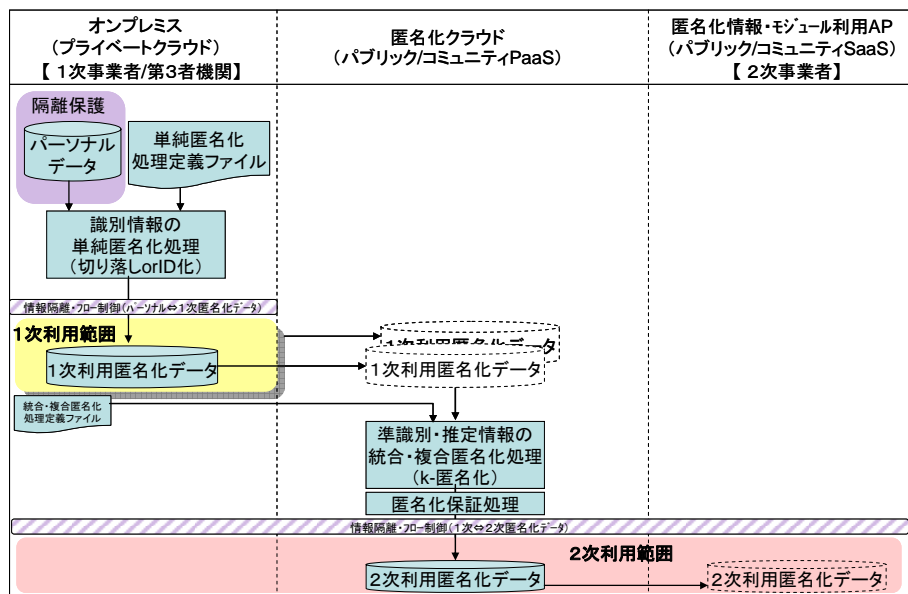 オンプレミス
(プライベートクラウド)
【 1次事業者/第3者機関】
匿名化クラウド
(パブリック/コミュニティPaaS)
匿名化情報・モジュール利用AP
(パブリック/コミュニティSaaS)
【 2次事業者】
隔離保護
パーソナル
データ
単純匿名化
処理定義ファイル
識別情報の
単純匿名化処理
(切り落しorID化)
情報隔離・フロー制御(パーソナル⇔1次匿名化データ)
1次利用範囲
1次利用匿名化データ
1次利用匿名化データ
1次利用匿名化データ
統合・複合匿名化
処理定義ファイル
準識別・推定情報の
統合・複合匿名化処理
(k-匿名化)
匿名化保証処理
情報隔離・フロー制御(1次⇔2次匿名化データ)
2次利用範囲
2次利用匿名化データ
2次利用匿名化データ